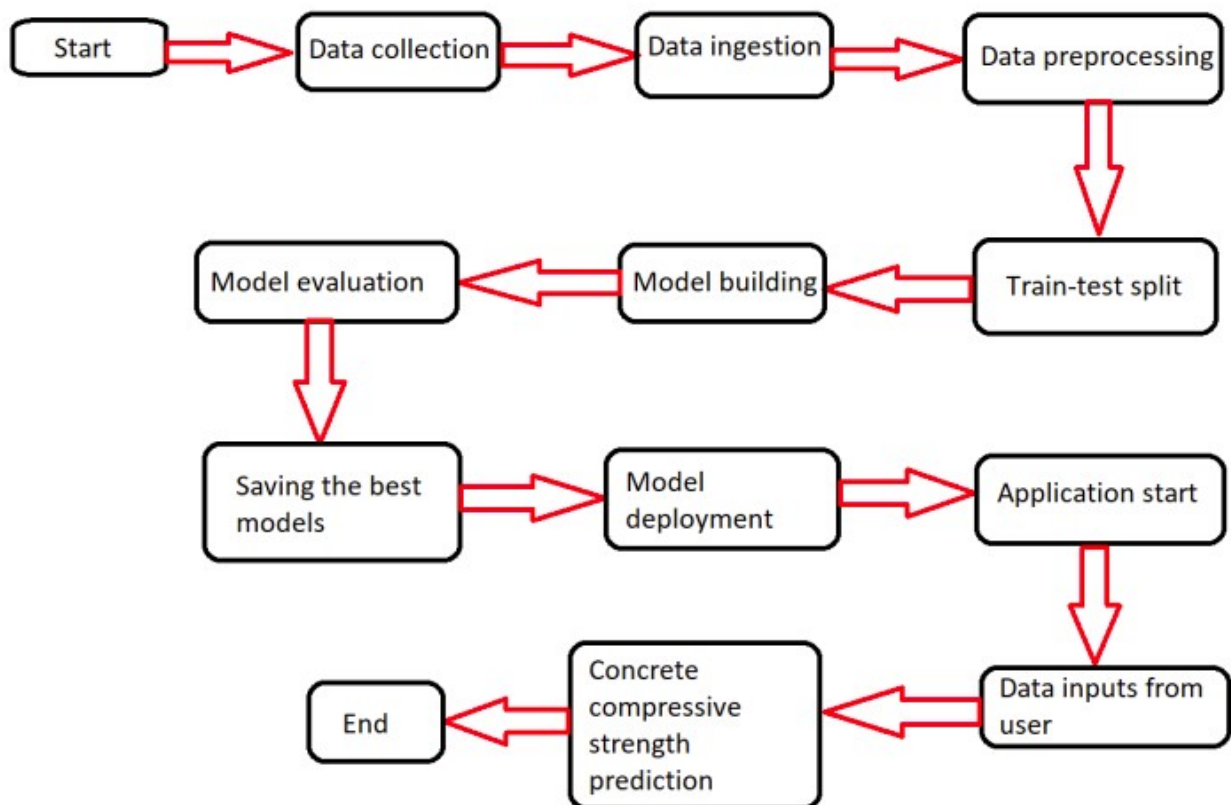 Start
Data collection
Data ingestion
Data preprocessing
Train-test split
Model building
Model evaluation
Saving the best
models
Model
deployment
Application start
Data inputs from
user
Concrete
compressive
strength
prediction
End